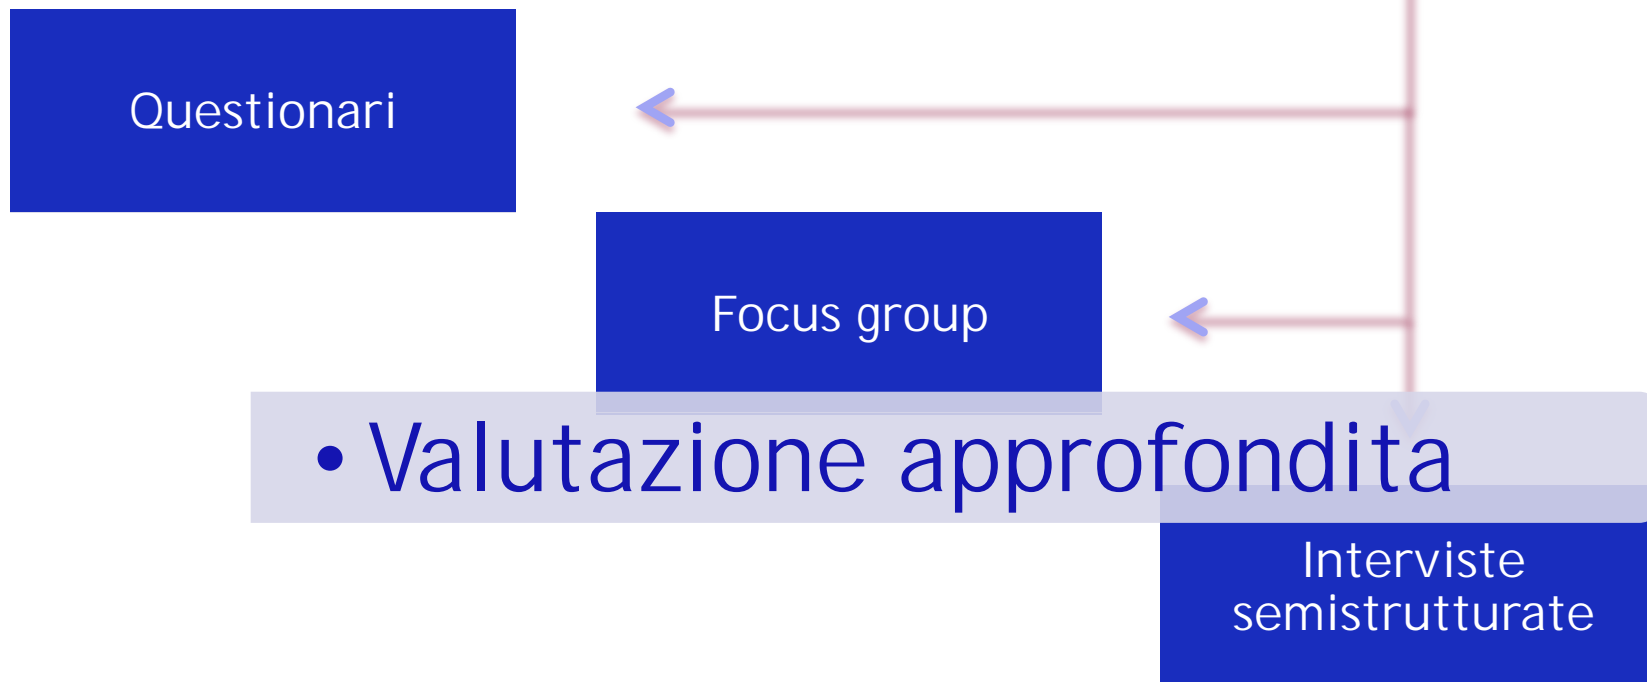 Questionari
Focus group
• Valutazione approfondita
Interviste
semistrutturate